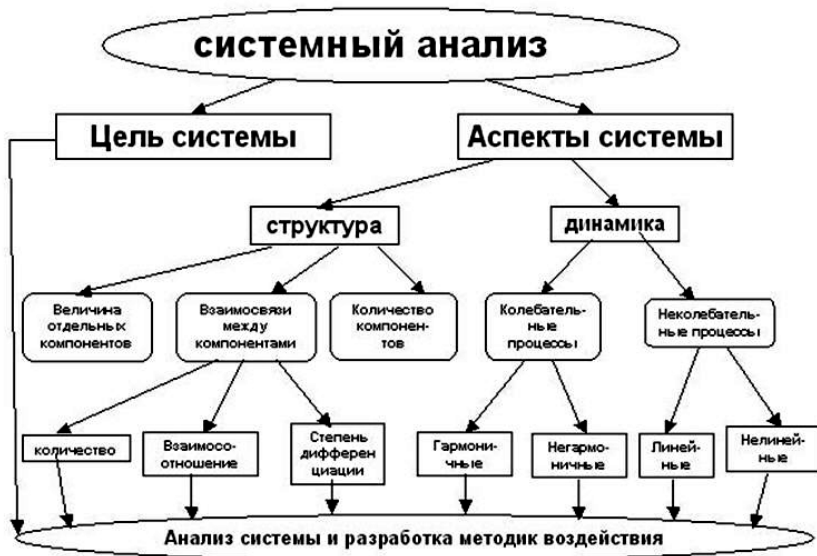 системный анализ
Цель системы
Аспекты системы
структура
динамика
Величина
отдельных
компонентов
Взаимосвязи
между
компонентами
Количество
компонен-
тов
Колебатель-
ные
процессы
Неколебатель-
ные процессы
количество
Взаимосо-
отношение
Степень
дифферен
циации
Гармони-
чные
Негармо-
ничные
Линей-
ные
Нелиней-
ные
Анализ системы и разработка методик воздействия